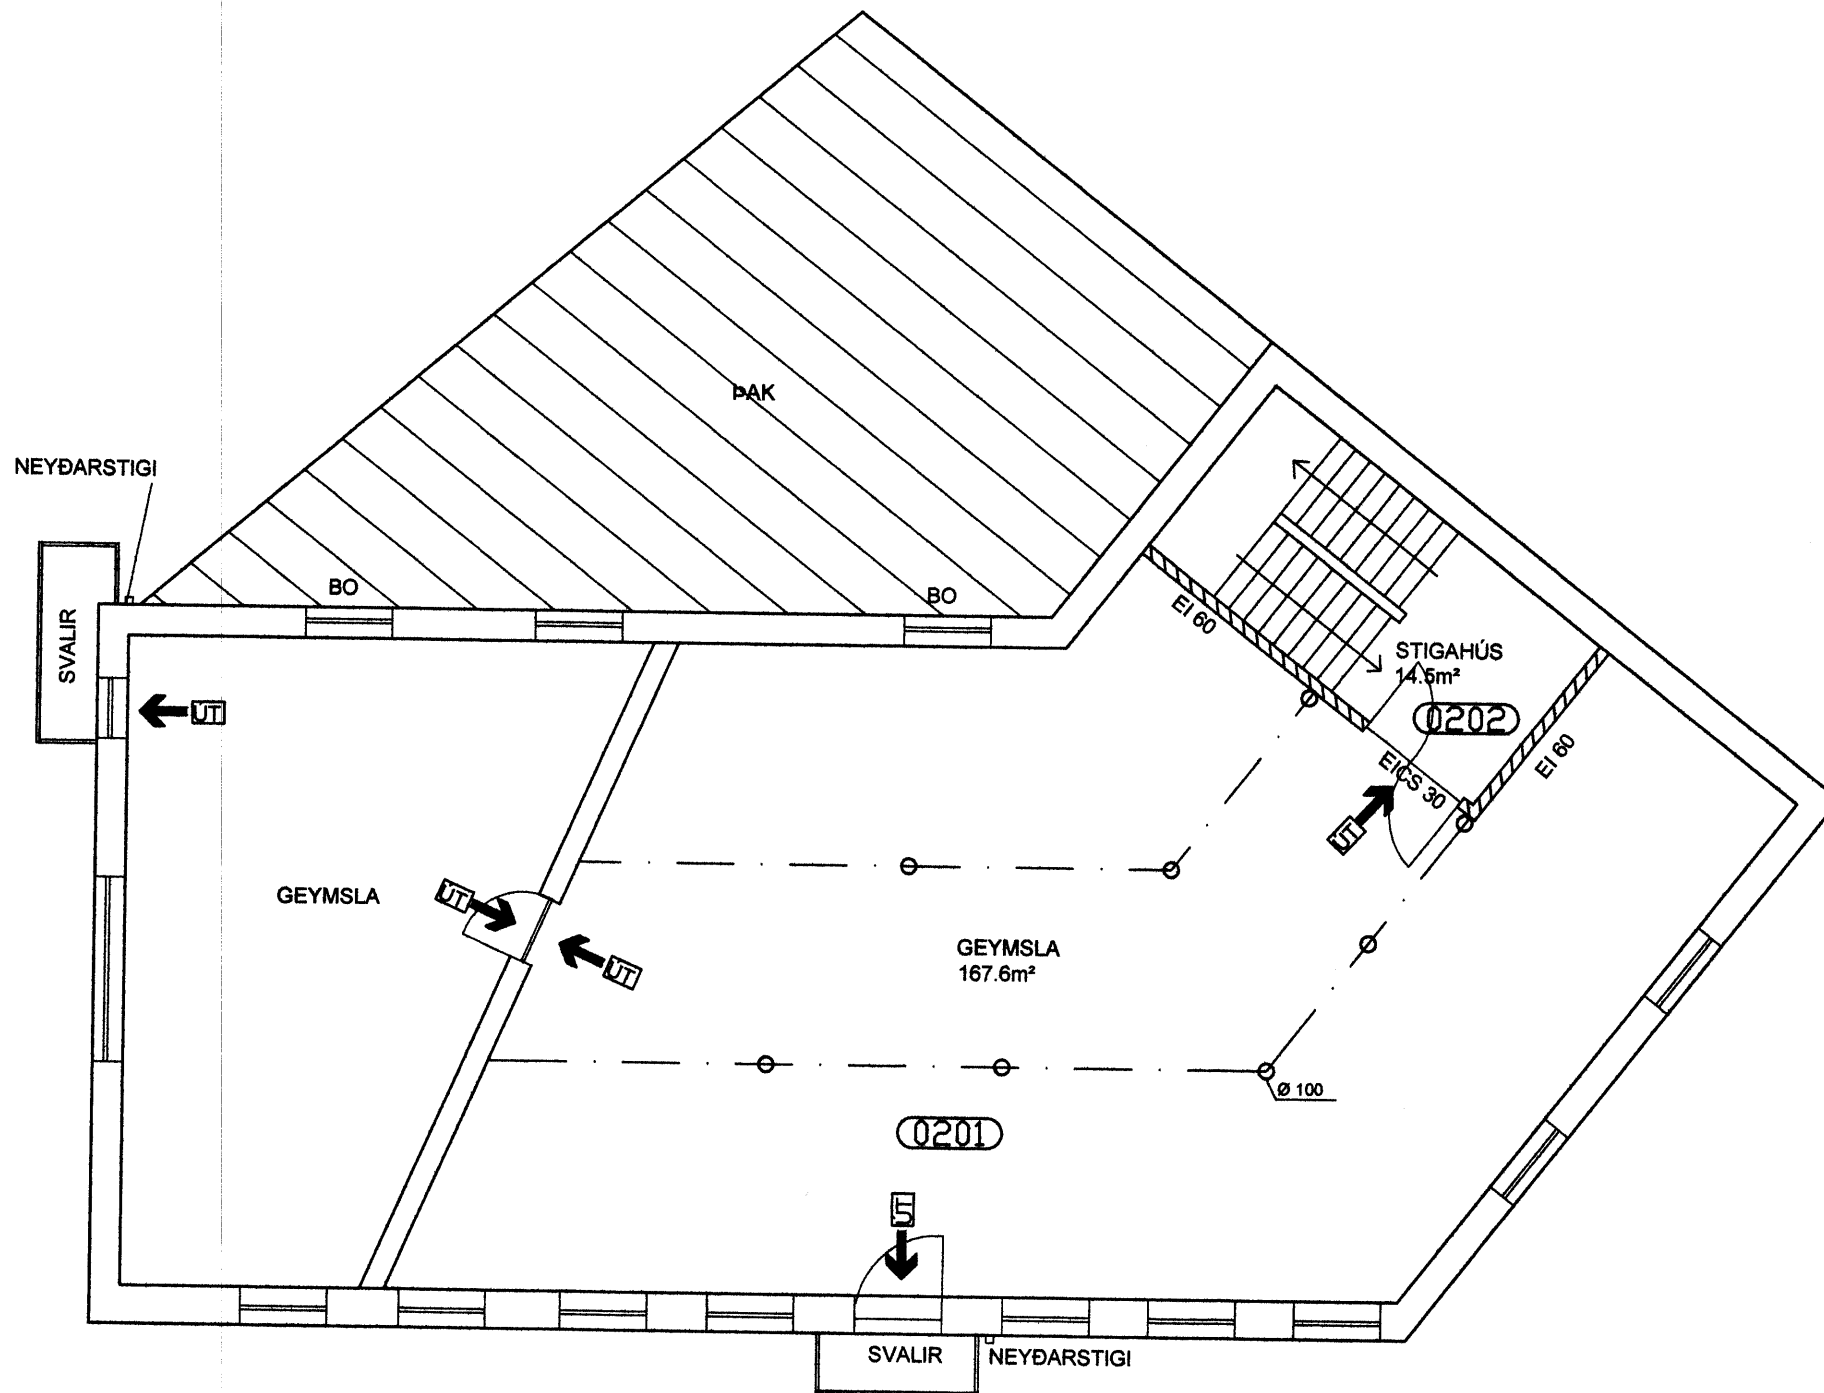 ÞAK
NEYÐARSTIGI
BO
BO
SVALIR
EI 60
STIGAHÚS
14.5m²
0202
EI 60
EICS 30
ÚT
ÚT
GEYMSLA
ÚT
ÚT
GEYMSLA
167.6m²
Ø 100
0201
ÚT
SVALIR
NEYÐARSTIGI